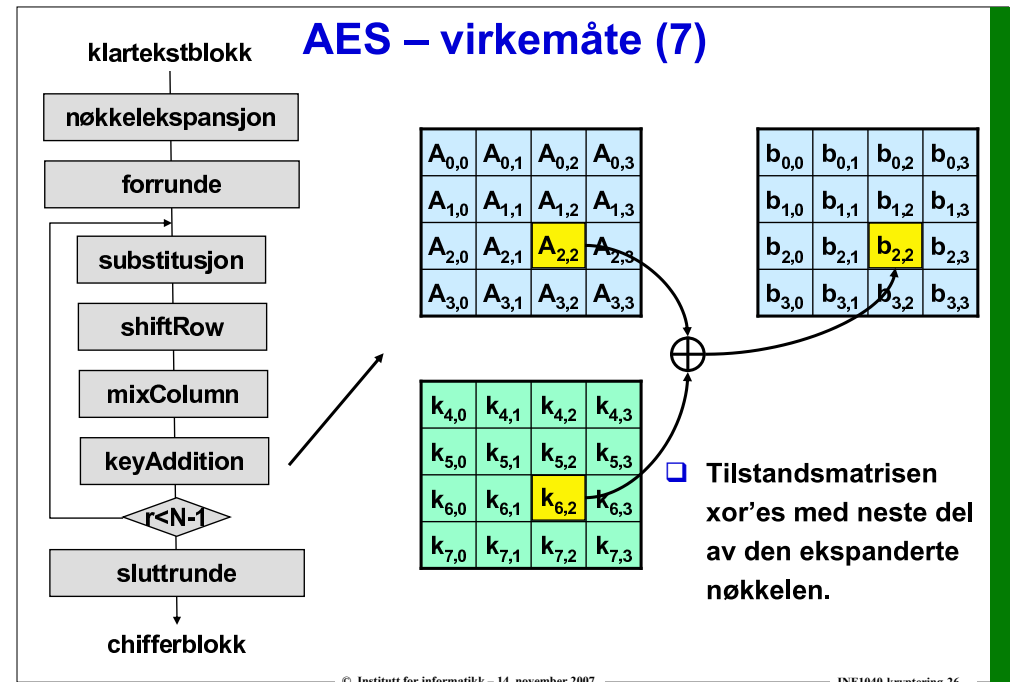 AES – virkemåte (7)
klartekstblokk
nøkkelekspansjon
forrunde
substitusjon
shiftRow
mixColumn
keyAddition
r<N-1
sluttrunde
chifferblokk
A0,0 A0,1 A0,2 A0,3
A1,0 A1,1 A1,2 A1,3
A2,0 A2,1 A2,2 A2,3
A3,0 A3,1 A3,2 A3,3
b0,0 b0,1 b0,2 b0,3
b1,0 b1,1 b1,2 b1,3
b2,0 b2,1 b2,2 b2,3
b3,0 b3,1 b3,2 b3,3
k4,0 k4,1 k4,2 k4,3
k5,0 k5,1 k5,2 k5,3
k6,0 k6,1 k6,2 k6,3
k7,0 k7,1 k7,2 k7,3
❑ Tilstandsmatrisen
xor'es med neste del
av den ekspanderte
nøkkelen.
© Institutt for informatikk – 14. november 2007
INF1040-kryptering-26